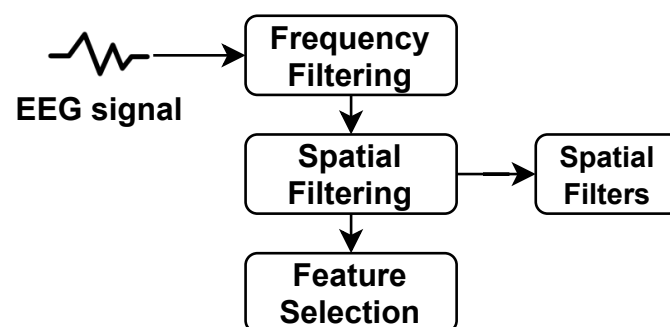 Frequency
Filtering
EEG signal
Spatial
Filtering
Spatial
Filters
Feature
Selection